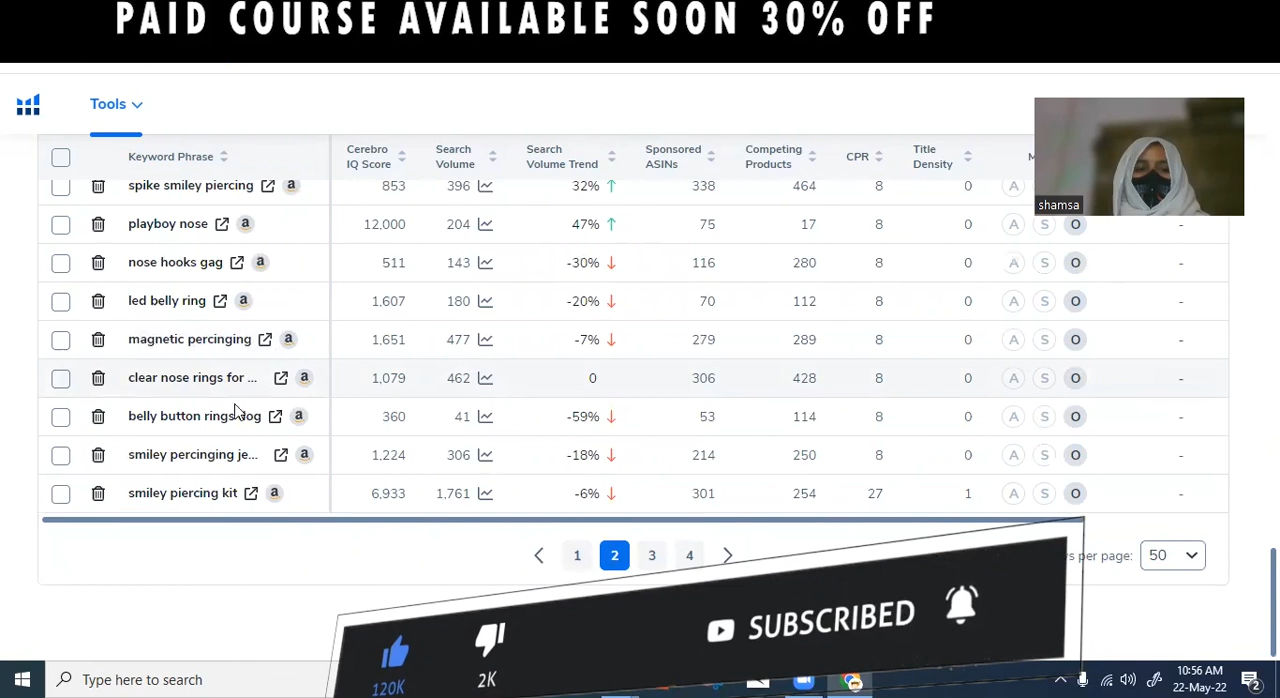 PAID COURSE AVAILABLE SOON 30% OFF
Tools
shamsa
Keyword Phrase Cerebro IQ Score Search Volume Search Volume Trend Sponsored ASINs Competing Products CPR Title Density M
spike smiley piercing a 853 396 32% 338 464 8 0 A S O
playboy nose a 12,000 204 47% 75 17 8 0 A S O -
nose hooks gag a 511 143 -30% 116 280 8 0 A S O -
led belly ring a 1,607 180 -20% 70 112 8 0 A S O -
magnetic percinging a 1,651 477 -7% 279 289 8 0 A S O -
clear nose rings for ... a 1,079 462 0 306 428 8 0 A S O -
belly button rings dog a 360 41 -59% 53 114 8 0 A S O -
smiley percinging je... a 1,224 306 -18% 214 250 8 0 A S O -
smiley piercing kit a 6,933 1,761 -6% 301 254 27 1 A S O -
1 2 3 4 s per page: 50
SUBSCRIBED
120K 2K
Type here to search
10:56 AM
22-May-22
2